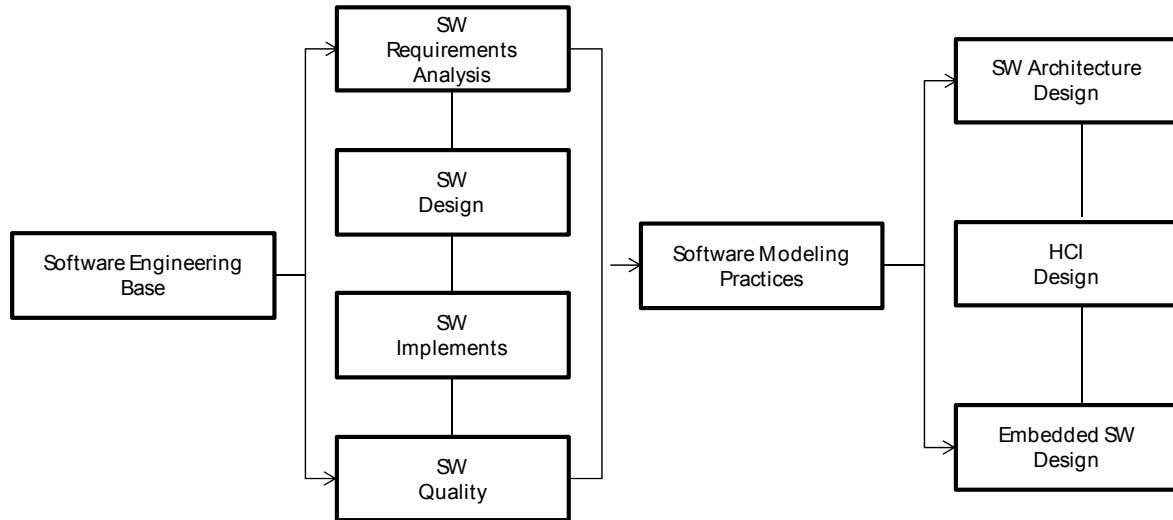 Software Engineering
Base
SW
Requirements
Analysis
SW
Design
SW
Implements
SW
Quality
Software Modeling
Practices
SW Architecture
Design
HCI
Design
Embedded SW
Design